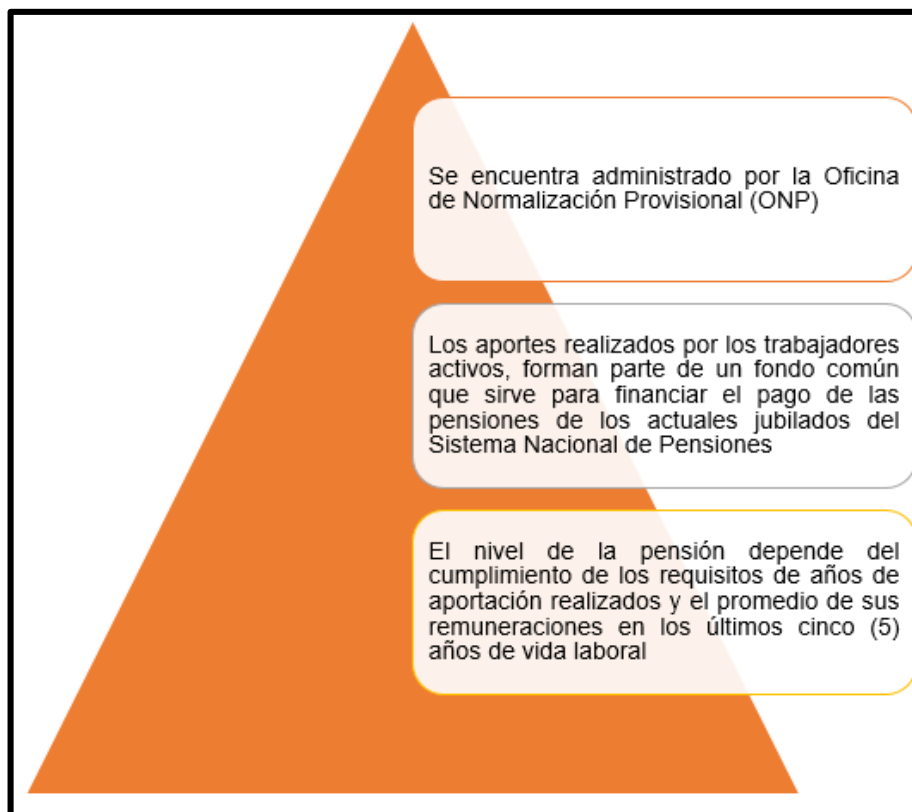 Se encuentra administrado por la Oficina
de Normalización Provisional (ONP)
Los aportes realizados por los trabajadores
activos, forman parte de un fondo común
que sirve para financiar el pago de las
pensiones de los actuales jubilados del
Sistema Nacional de Pensiones
El nivel de la pensión depende del
cumplimiento de los requisitos de años de
aportación realizados y el promedio de sus
remuneraciones en los últimos cinco (5)
años de vida laboral